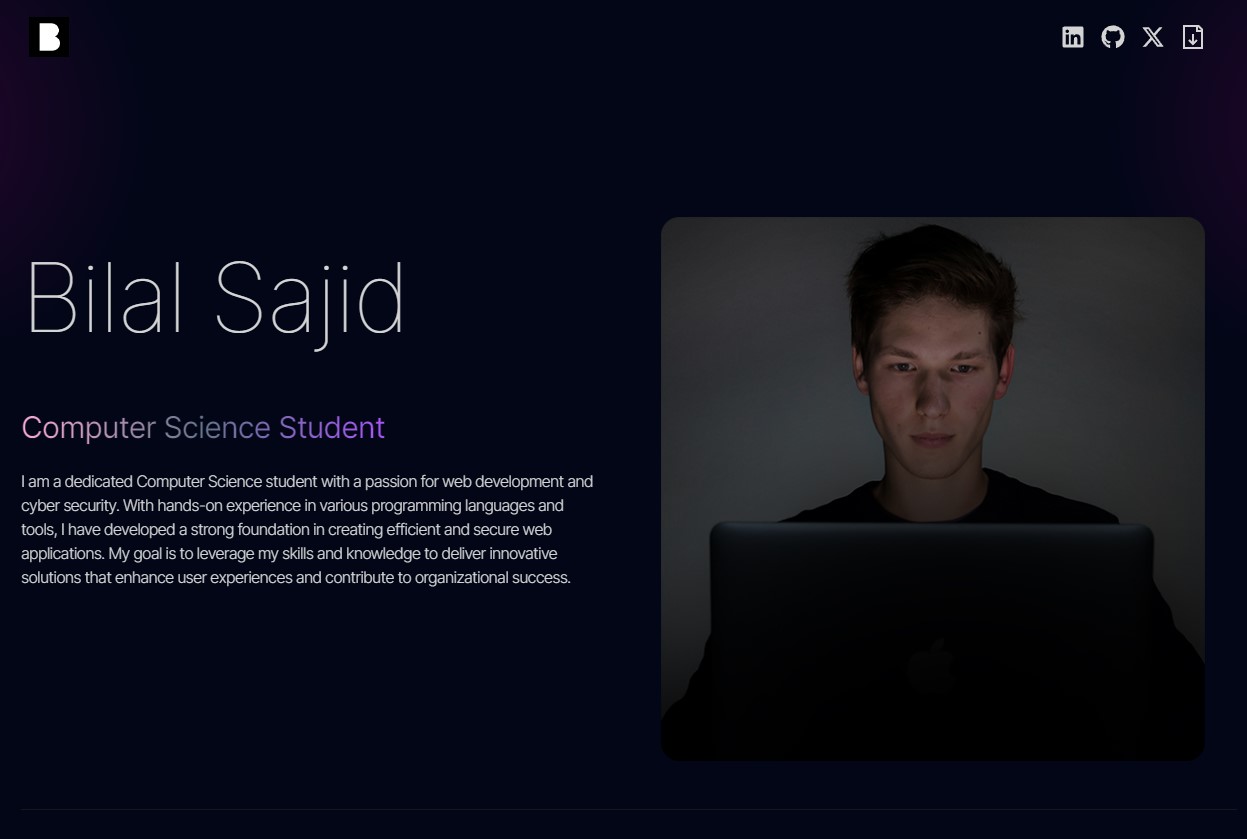 B
in
Bilal Sajid
Computer Science Student
I am a dedicated Computer Science student with a passion for web development and
cyber security. With hands-on experience in various programming languages and
tools, I have developed a strong foundation in creating efficient and secure web
applications. My goal is to leverage my skills and knowledge to deliver innovative
solutions that enhance user experiences and contribute to organizational success.